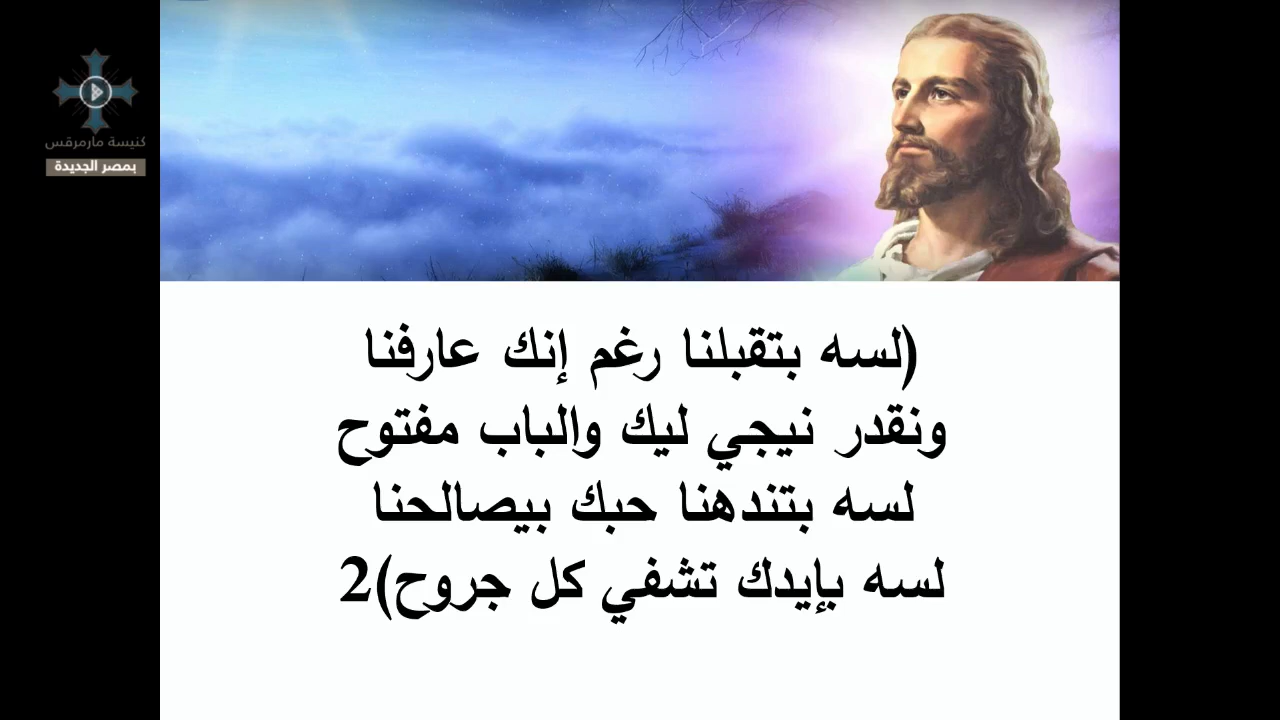 كنيسة مارمرقس
بمصر الجديدة
(لسه بتقبلنا رغم إنك عارفنا
ونقدر نيجي ليك والباب مفتوح
لسه بتندهنا حبك بيصالحنا
لسه بإيدك تشفي كل جروح)2